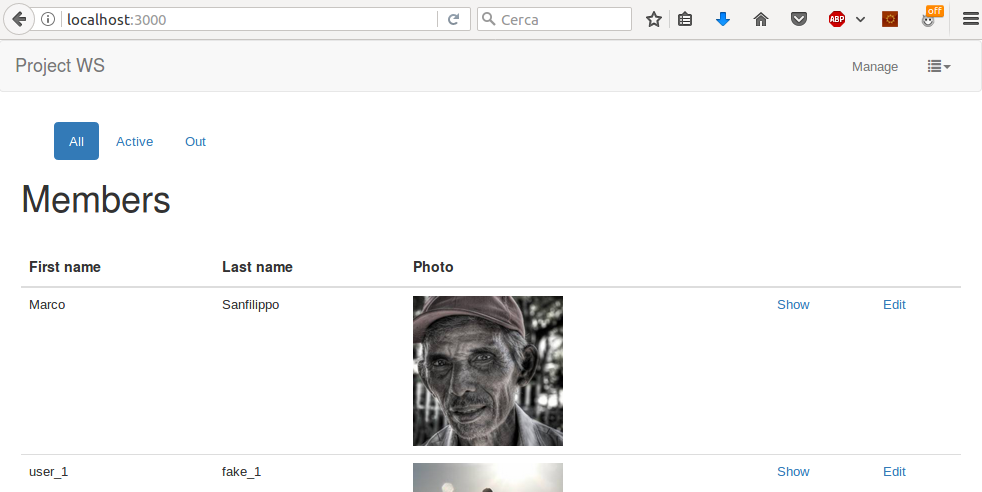 localhost:3000
Cerca
ABP
off
Project WS
Manage
All
Active
Out
Members
First name
Last name
Photo
Marco
Sanfilippo
Show
Edit
user_1
fake_1
Show
Edit